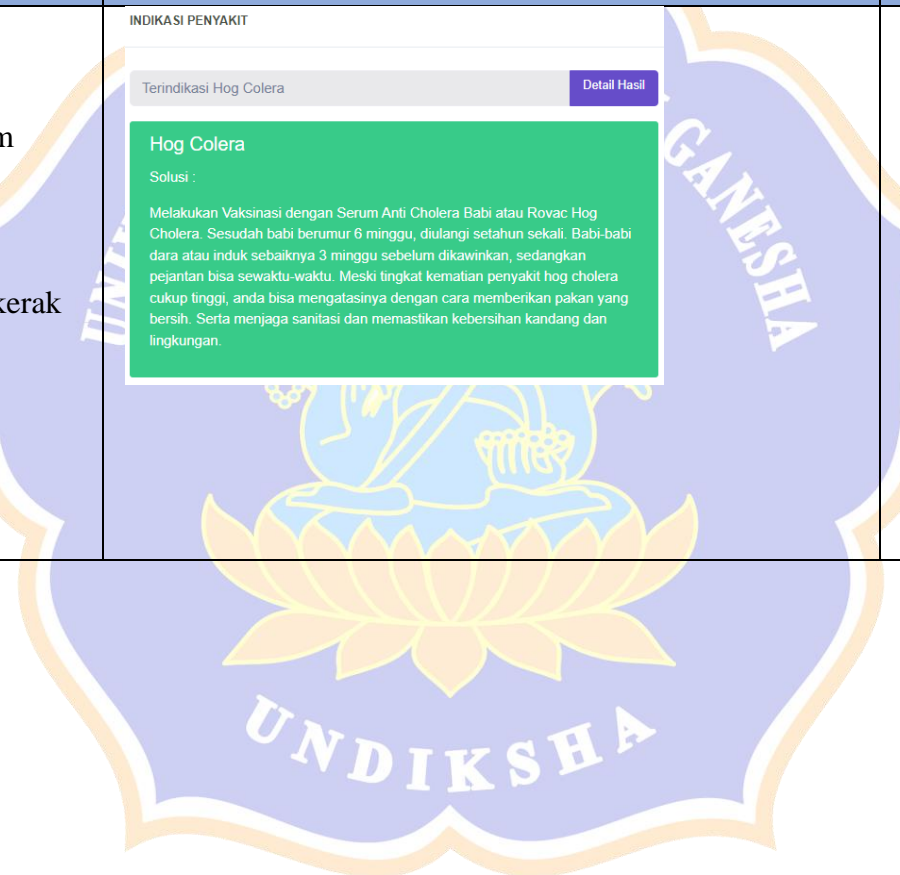 INDIKASI PENYAKIT
Terindikasi Hog Colera
Detail Hasil
Hog Colera
Solusi :
Melakukan Vaksinasi dengan Serum Anti Cholera Babi atau Rovac Hog
Cholera. Sesudah babi berumur 6 minggu, diulangi setahun sekali. Babi-babi
dara atau induk sebaiknya 3 minggu sebelum dikawinkan, sedangkan
pejantan bisa sewaktu-waktu. Meski tingkat kematian penyakit hog cholera
cukup tinggi, anda bisa mengatasinya dengan cara memberikan pakan yang
bersih. Serta menjaga sanitasi dan memastikan kebersihan kandang dan
lingkungan.
kerak
GANESHA
UNDIKSHA